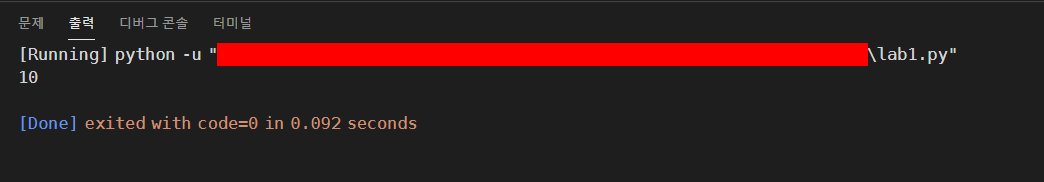 문제 출력 디버그 콘솔 터미널
[Running] python -u "\lab1.py"
10
[Done] exited with code=0 in 0.092 seconds